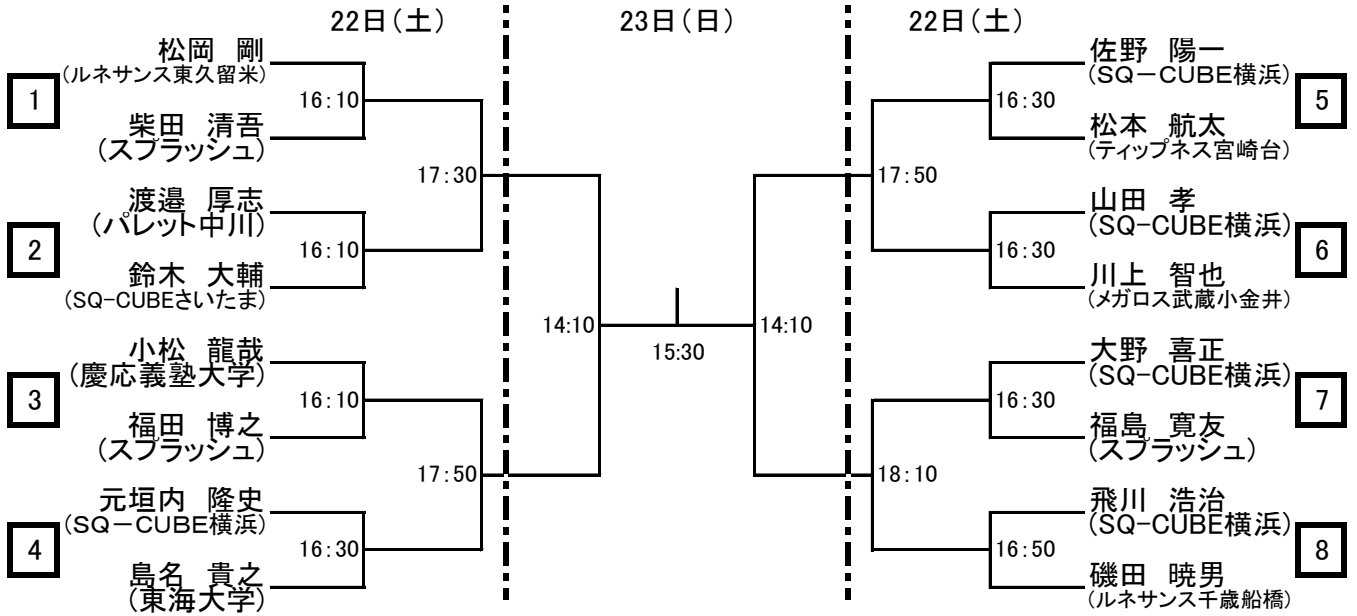 22日(土)
23日(日)
22日(土)
1
松岡 剛
(ルネサンス東久留米)
16:10
柴田 清吾
(スプラッシュ)
17:30
2
渡邉 厚志
(パレット中川)
16:10
鈴木 大輔
(SQ-CUBEさいたま)
14:10
3
小松 龍哉
(慶応義塾大学)
16:10
福田 博之
(スプラッシュ)
17:50
4
元垣内 隆史
(SQ-CUBE横浜)
16:30
島名 貴之
(東海大学)
15:30
佐野 陽一
(SQ-CUBE横浜)
5
16:30
松本 航太
(ティップネス宮崎台)
17:50
山田 孝
(SQ-CUBE横浜)
6
16:30
川上 智也
(メガロス武蔵小金井)
14:10
大野 喜正
(SQ-CUBE横浜)
7
16:30
福島 寛友
(スプラッシュ)
18:10
飛川 浩治
(SQ-CUBE横浜)
8
16:50
磯田 暁男
(ルネサンス千歳船橋)